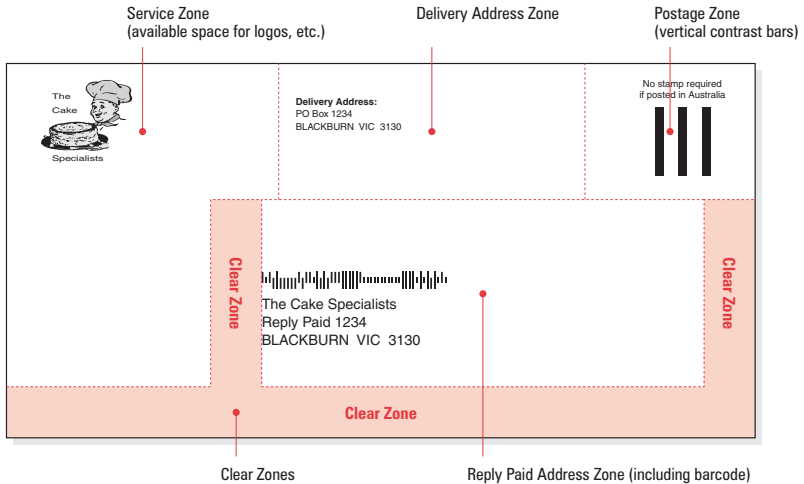 Service Zone
(available space for logos, etc.)
Delivery Address Zone
Postage Zone
(vertical contrast bars)
The
Cake
Specialists
Delivery Address:
PO Box 1234
BLACKBURN VIC 3130
No stamp required
if posted in Australia
Clear Zone
The Cake Specialists
Reply Paid 1234
BLACKBURN VIC 3130
Clear Zone
Clear Zone
Clear Zones
Reply Paid Address Zone (including barcode)